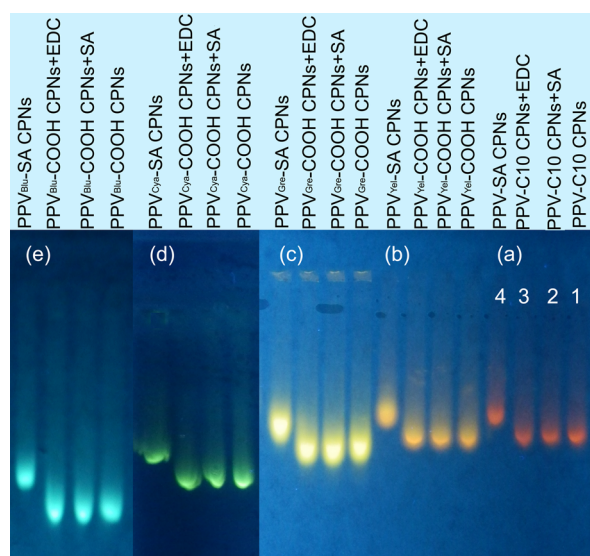 PPVBlu-SA CPNs
PPVBlu-COOH CPNs+EDC
PPVBlu-COOH CPNs+SA
PPVBlu-COOH CPNs
PPVCya-SA CPNs
PPVCya-COOH CPNs+EDC
PPVCya-COOH CPNs+SA
PPVCya-COOH CPNs
PPVGre-SA CPNs
PPVGre-COOH CPNs+EDC
PPVGre-COOH CPNs+SA
PPVGre-COOH CPNs
PPVYel-SA CPNs
PPVYel-COOH CPNs+EDC
PPVYel-COOH CPNs+SA
PPVYel-COOH CPNs
PPV-SA CPNs
PPV-C10 CPNs+EDC
PPV-C10 CPNs+SA
PPV-C10 CPNs
(e) (d) (c) (b) (a)
4 3 2 1